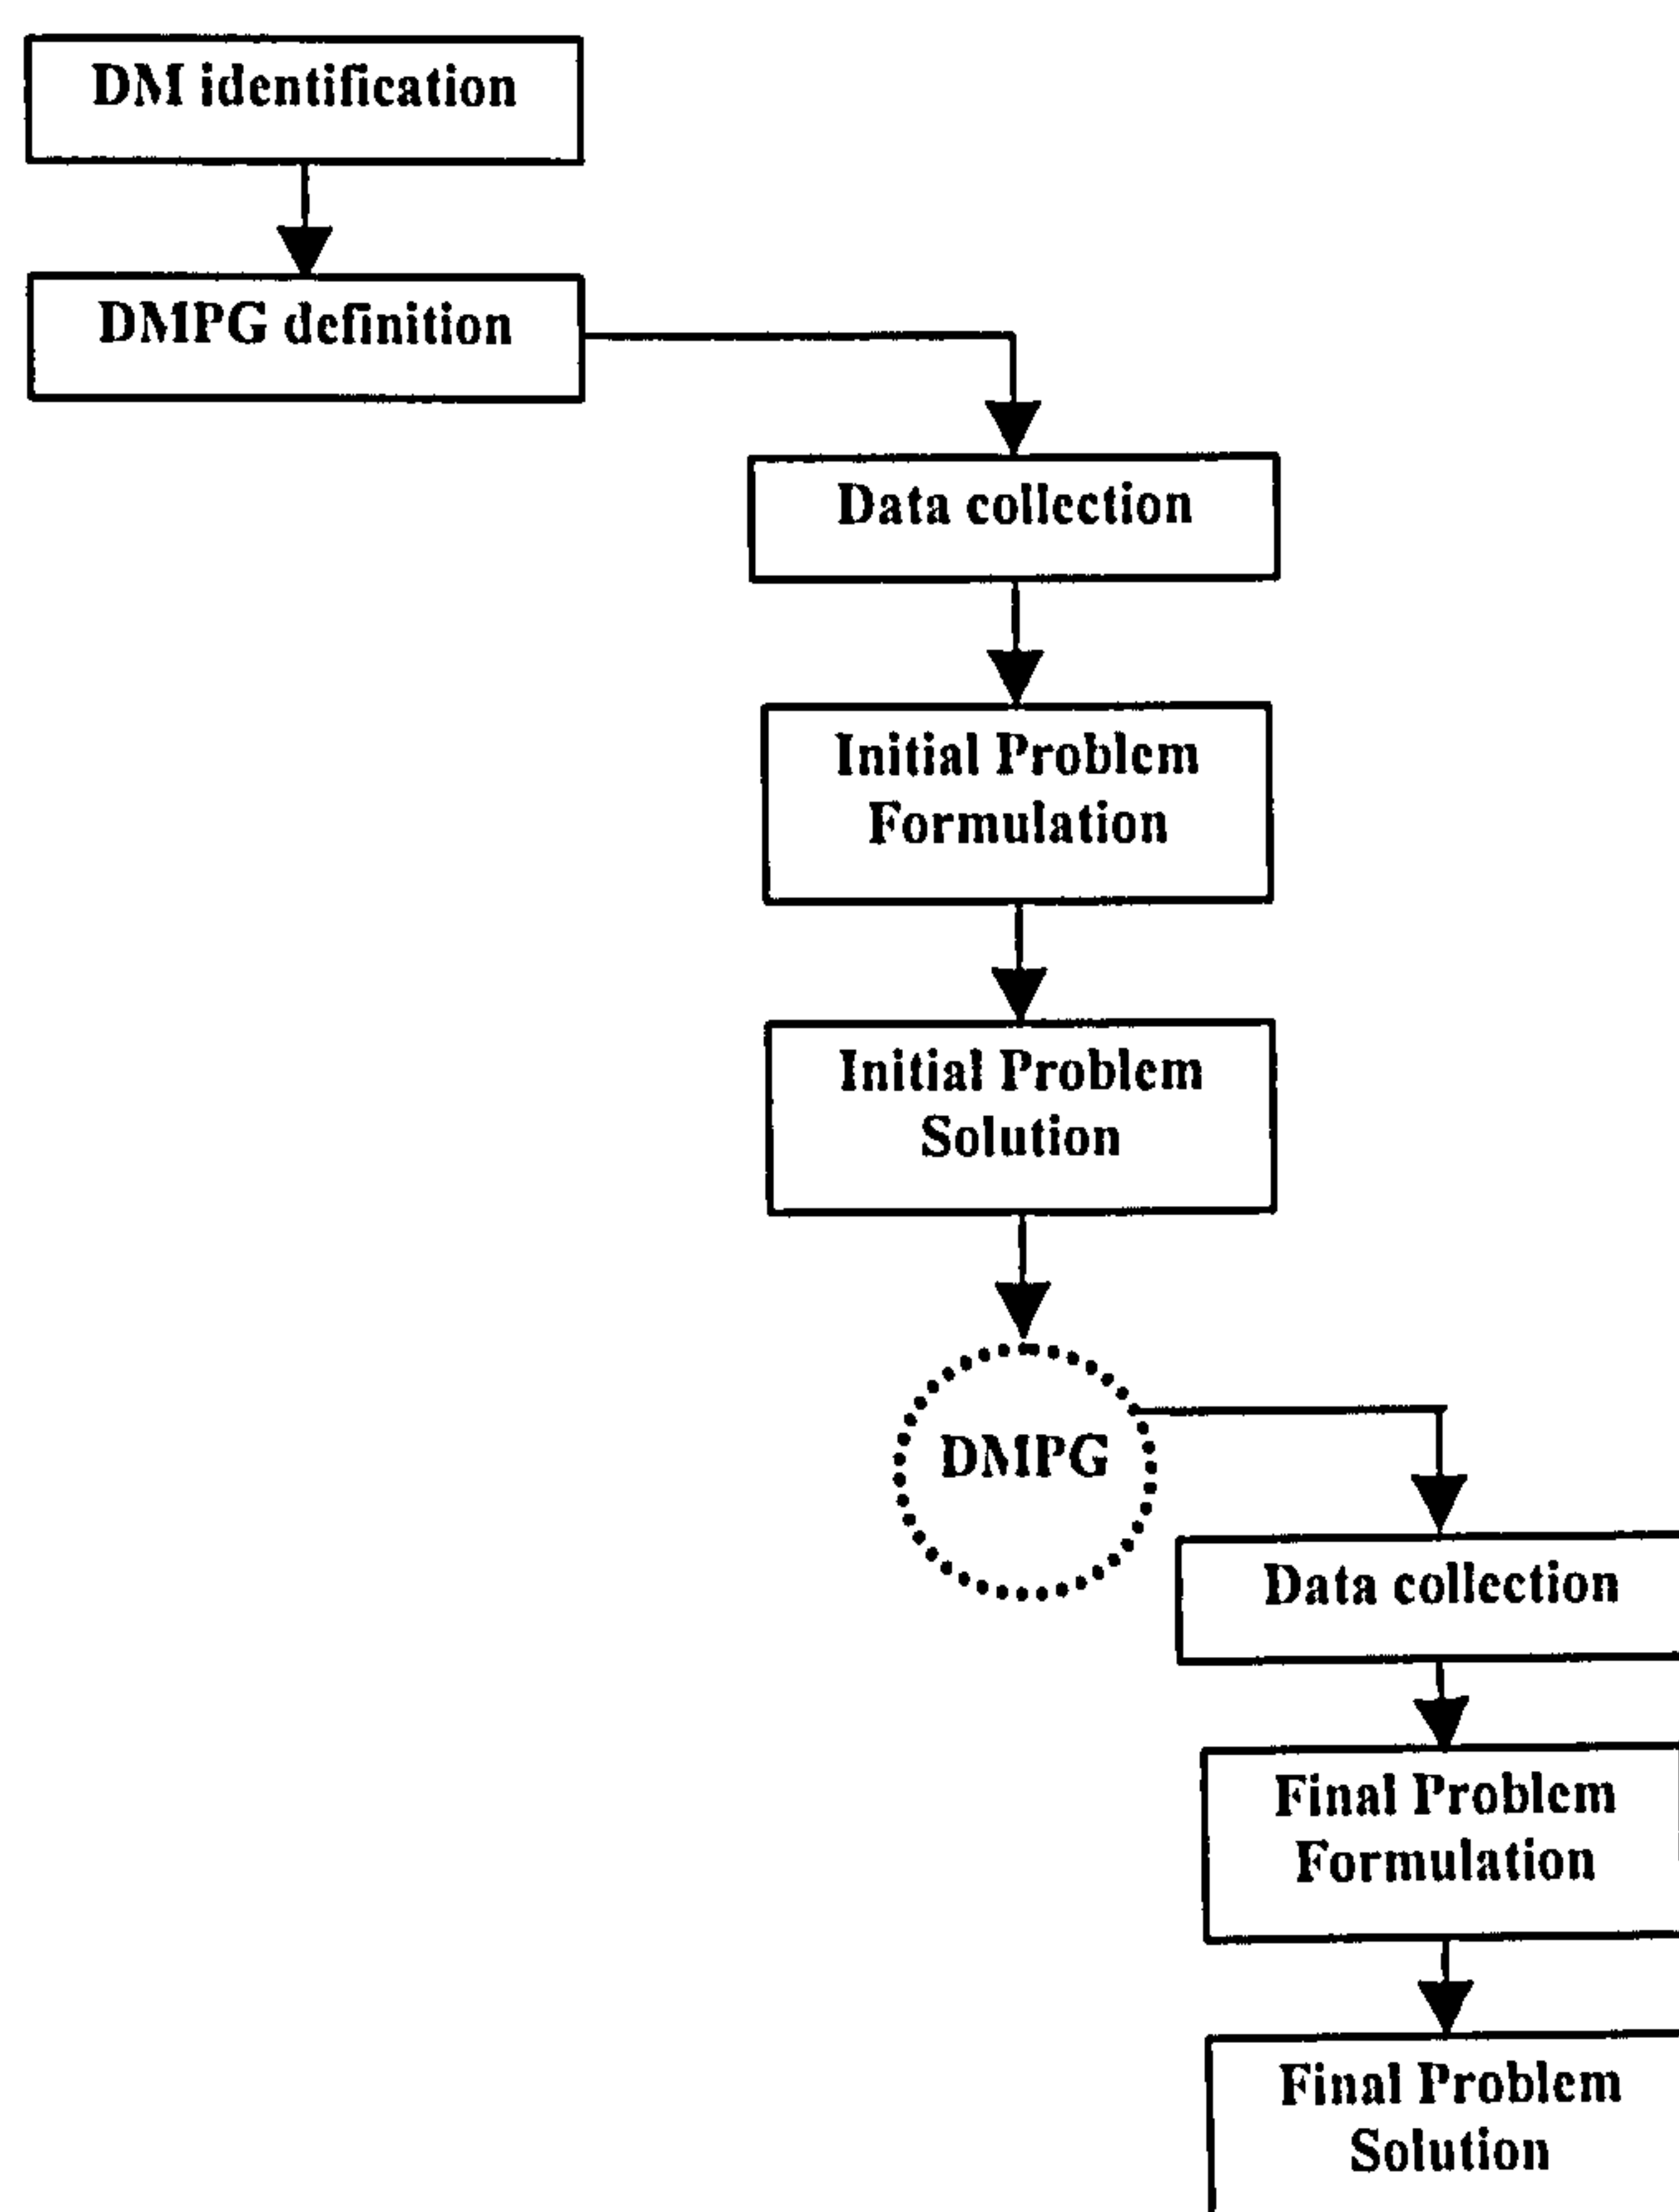 DM identification
DMPG definition
Data collection
Initial Problem
Formulation
Initial Problem
Solution
DMPG
Data collection
Final Problem
Formulation
Final Problem
Solution